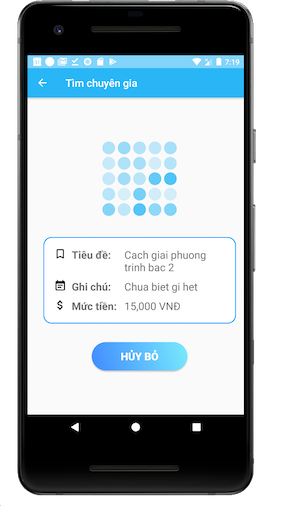 7:19
Tìm chuyên gia
Tiêu đề: Cach giai phuong
trinh bac 2
Ghi chú: Chua biet gi het
Mức tiền: 15,000 VNĐ
HỦY BỎ